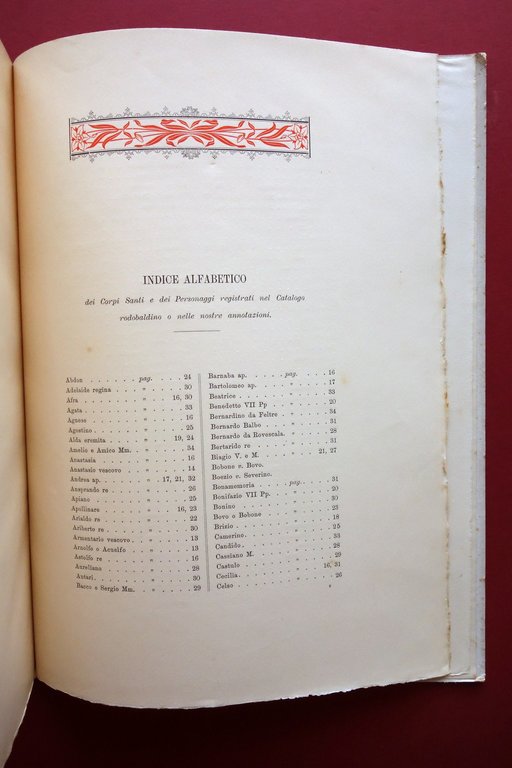 INDICE ALFABETICO
dei Corpi Santi e dei Personaggi registrati nel Catalogo
rodobaldino o nelle nostre annotazioni.
Abdon . . . . . . pag. . . . . 24
Adelaide regina . . . . » . . . . 30
Afra . . . . . . . » . . . 16, 30
Agata . . . . . . . » . . . . 33
Agnese . . . . . . » . . . . 16
Agostino . . . . . . » . . . . 25
Alda eremita . . . . » . . . 19, 24
Amelio e Amico Mm. . . » . . . . 34
Anastasia . . . . . » . . . . 16
Anastasio vescovo . . . » . . . . 14
Andrea ap. . . . . . » . 17, 21, 32
Ansprando re . . . . » . . . . 26
Apiano . . . . . . » . . . . 25
Apollinare . . . . . » . . . 16, 23
Arialdo re . . . . . » . . . . 22
Ariberto re . . . . . » . . . . 30
Armentario vescovo . . » . . . . 13
Arnolfo o Acnolfo . . . » . . . . 13
Astolfo re . . . . . » . . . . 16
Aureliano . . . . . » . . . . 28
Autari . . . . . . . » . . . . 30
Bacco e Sergio Mm. . . » . . . . 29
Barnaba ap. . . . . pag. . . . . 16
Bartolomeo ap. . . . . » . . . . 17
Beatrice . . . . . . » . . . . 33
Benedetto VII Pp . . . » . . . . 20
Bernardino da Feltre . . » . . . . 34
Bernardo Balbo . . . . » . . . . 31
Bernardo da Rovescala . . » . . . . 28
Bertarido re . . . . » . . . . 31
Biagio V. e M. . . . . » . . . 21, 27
Bobone v. Bovo.
Boezio v. Severino.
Bonamemoria . . . . pag. . . . . 31
Bonifazio VII Pp. . . . » . . . . 20
Bonino . . . . . . » . . . . 30
Bovo o Bobone . . . . » . . . . 23
Brizio . . . . . . . » . . . . 18
Camerino . . . . . . » . . . . 25
Candido . . . . . . » . . . . 33
Cassiano M. . . . . . » . . . . 28
Castulo . . . . . . » . . . . 29
Cecilia . . . . . . » . . . 16, 31
Celso . . . . . . . » . . . . 26